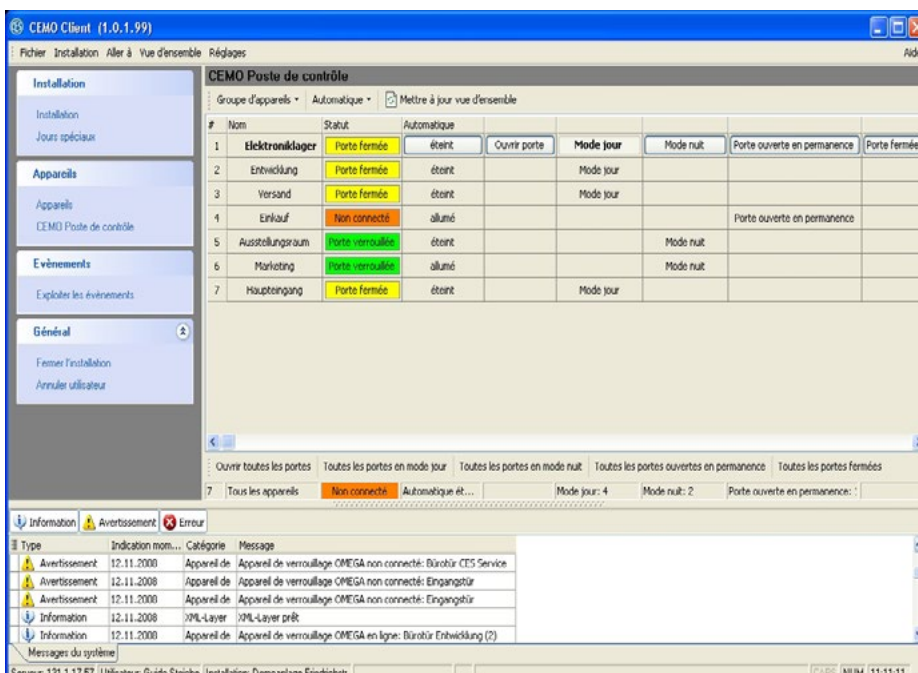 CEMO Client (1.0.1.99)
Fichier Installation Aller à Vue d'ensemble Réglages Aide
Installation
Installation
Jours spéciaux
Appareils
Appareils
CEMO Poste de contrôle
Evènements
Exploiter les évènements
Général
Fermer l'installation
Annuler utilisateur
CEMO Poste de contrôle
Groupe d'appareils Automatique Mettre à jour vue d'ensemble
# Nom Statut Automatique
1 Elektroniklager Porte fermée éteint Ouvrir porte Mode jour Mode nuit Porte ouverte en permanence Porte fermée
2 Entwicklung Porte fermée éteint Mode jour
3 Versand Porte fermée éteint Mode jour
4 Einkauf Non connecté allumé Porte ouverte en permanence
5 Ausstellungsraum Porte verrouillée éteint Mode nuit
6 Marketing Porte verrouillée allumé Mode nuit
7 Haupteingang Porte fermée éteint Mode jour
Ouvrir toutes les portes Toutes les portes en mode jour Toutes les portes en mode nuit Toutes les portes ouvertes en permanence Toutes les portes fermées
7 Tous les appareils Non connecté Automatique ét... Mode jour: 4 Mode nuit: 2 Porte ouverte en permanence:
Information Avertissement Erreur
Type Indication mom... Catégorie Message
Avertissement 12.11.2008 Appareil de Appareil de verrouillage OMEGA non connecté: Bürotür CES Service
Avertissement 12.11.2008 Appareil de Appareil de verrouillage OMEGA non connecté: Eingangstür
Avertissement 12.11.2008 Appareil de Appareil de verrouillage OMEGA non connecté: Eingangstür
Information 12.11.2008 XML-Layer XML-Layer prêt
Information 12.11.2008 Appareil de Appareil de verrouillage OMEGA en ligne: Bürotür Entwicklung (2)
Messages du système
CAPS NUM 11:11:11